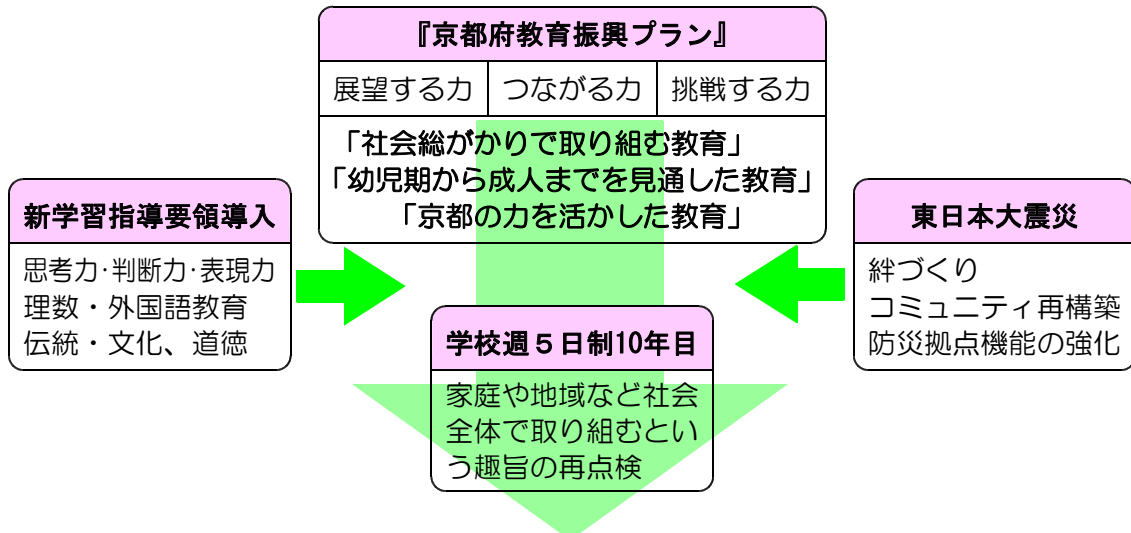 『京都府教育振興プラン』
展望する力 つながる力 挑戦する力
「社会総がかりで取り組む教育」
「幼児期から成人までを見通した教育」
「京都の力を活かした教育」
新学習指導要領導入
思考力・判断力・表現力
理数・外国語教育
伝統・文化、道徳
東日本大震災
絆づくり
コミュニティ再構築
防災拠点機能の強化
学校週５日制10年目
家庭や地域など社会
全体で取り組むとい
う趣旨の再点検